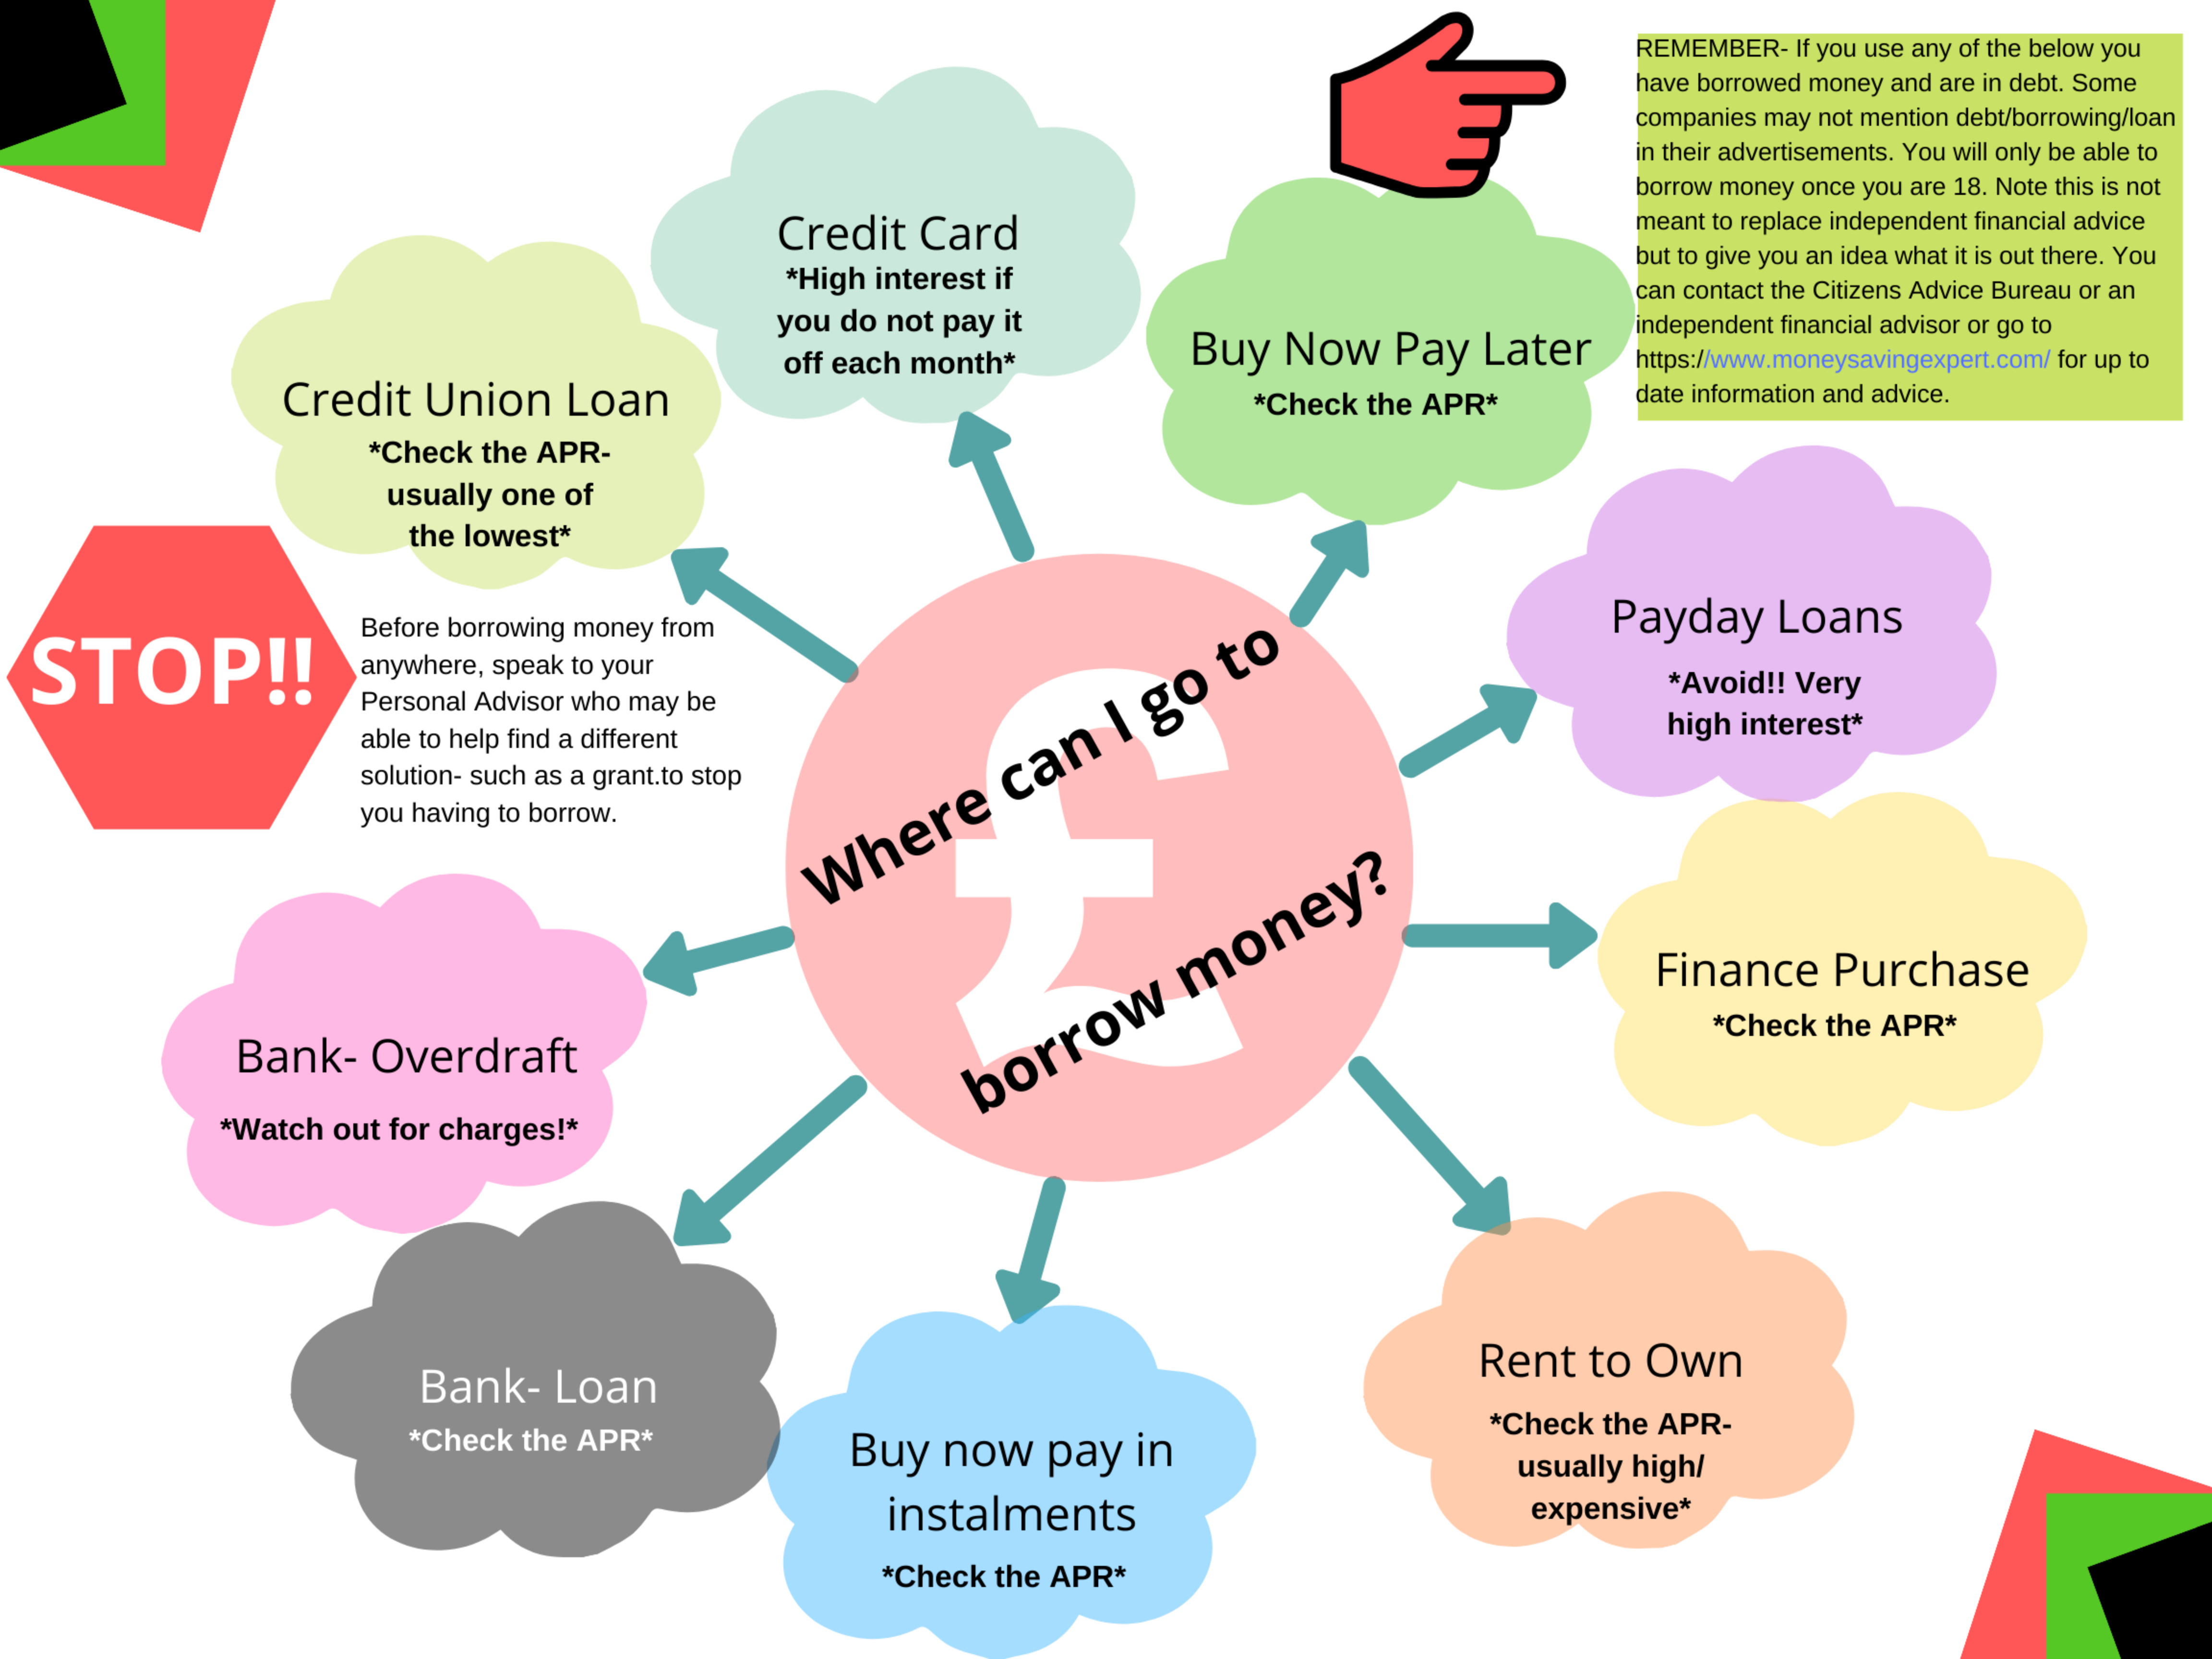 REMEMBER- If you use any of the below you
have borrowed money and are in debt. Some
companies may not mention debt/borrowing/loan
in their advertisements. You will only be able to
borrow money once you are 18. Note this is not
meant to replace independent financial advice
but to give you an idea what it is out there. You
can contact the Citizens Advice Bureau or an
independent financial advisor or go to
https://www.moneysavingexpert.com/ for up to
date information and advice.
Credit Card
*High interest if
you do not pay it
off each month*
Buy Now Pay Later
*Check the APR*
Credit Union Loan
*Check the APR-
usually one of
the lowest*
STOP!!
Before borrowing money from
anywhere, speak to your
Personal Advisor who may be
able to help find a different
solution- such as a grant.to stop
you having to borrow.
Where can I go to
borrow money?
£
Payday Loans
*Avoid!! Very
high interest*
Finance Purchase
*Check the APR*
Bank- Overdraft
*Watch out for charges!*
Bank- Loan
*Check the APR*
Buy now pay in
instalments
*Check the APR*
Rent to Own
*Check the APR-
usually high/
expensive*